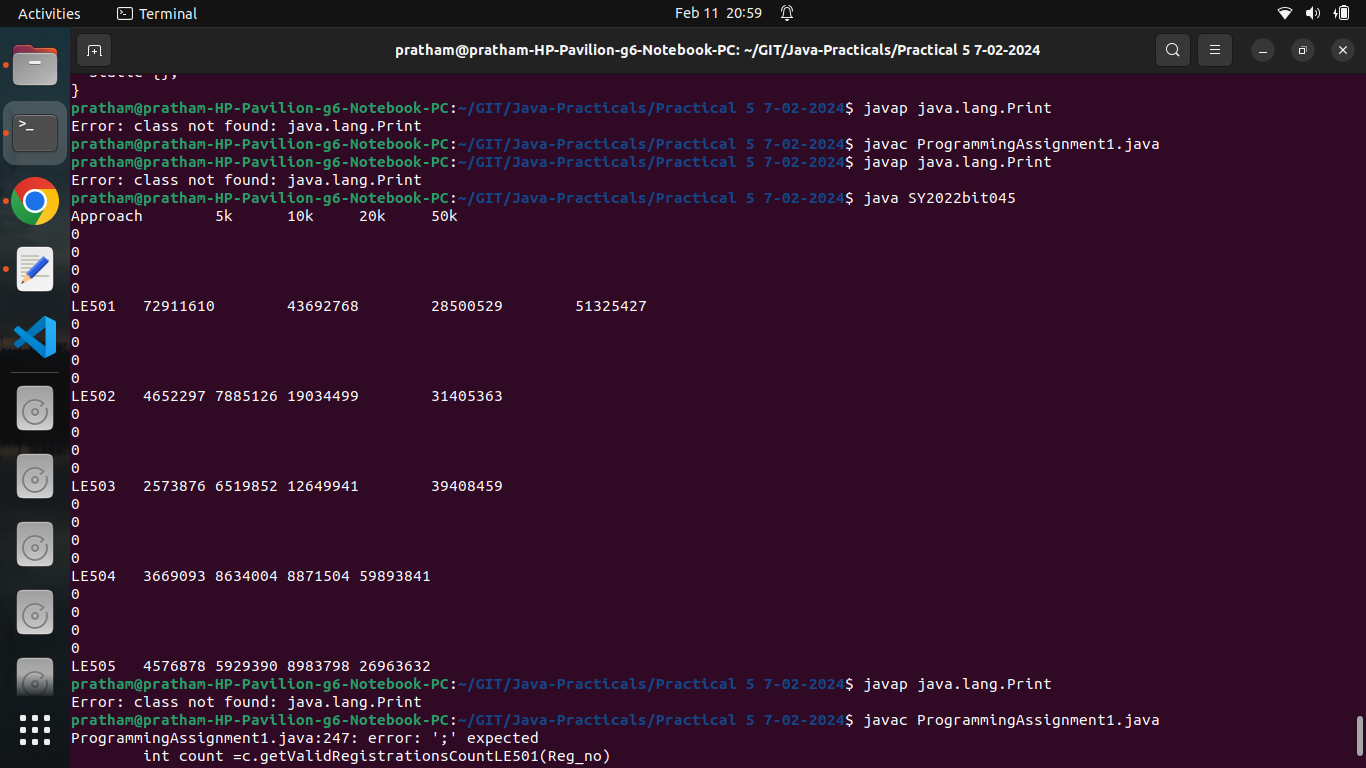 Activities Terminal Feb 11 20:59
pratham@pratham-HP-Pavilion-g6-Notebook-PC: ~/GIT/Java-Practicals/Practical 5 7-02-2024
static {};
}
pratham@pratham-HP-Pavilion-g6-Notebook-PC:~/GIT/Java-Practicals/Practical 5 7-02-2024$ javap java.lang.Print
Error: class not found: java.lang.Print
pratham@pratham-HP-Pavilion-g6-Notebook-PC:~/GIT/Java-Practicals/Practical 5 7-02-2024$ javac ProgrammingAssignment1.java
pratham@pratham-HP-Pavilion-g6-Notebook-PC:~/GIT/Java-Practicals/Practical 5 7-02-2024$ javap java.lang.Print
Error: class not found: java.lang.Print
pratham@pratham-HP-Pavilion-g6-Notebook-PC:~/GIT/Java-Practicals/Practical 5 7-02-2024$ java SY2022bit045
Approach 5k 10k 20k 50k
0
0
0
0
LE501 72911610 43692768 28500529 51325427
0
0
0
0
LE502 4652297 7885126 19034499 31405363
0
0
0
0
LE503 2573876 6519852 12649941 39408459
0
0
0
0
LE504 3669093 8634004 8871504 59893841
0
0
0
0
LE505 4576878 5929390 8983798 26963632
pratham@pratham-HP-Pavilion-g6-Notebook-PC:~/GIT/Java-Practicals/Practical 5 7-02-2024$ javap java.lang.Print
Error: class not found: java.lang.Print
pratham@pratham-HP-Pavilion-g6-Notebook-PC:~/GIT/Java-Practicals/Practical 5 7-02-2024$ javac ProgrammingAssignment1.java
ProgrammingAssignment1.java:247: error: ';' expected
int count =c.getValidRegistrationsCountLE501(Reg_no)